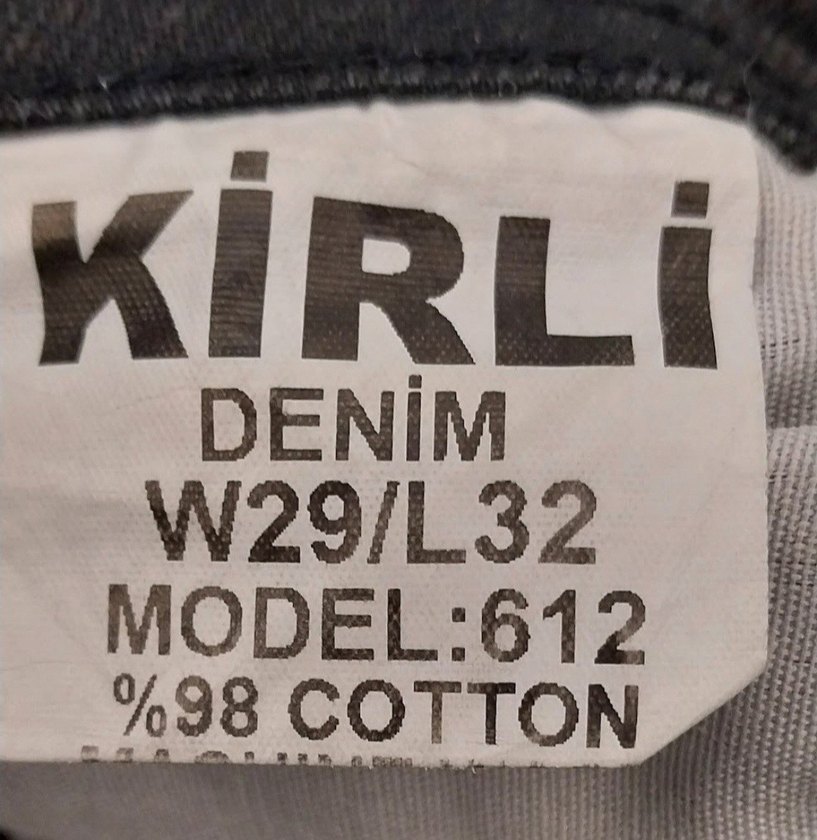 KİRLİ
DENİM
W29/L32
MODEL:612
%98 COTTON